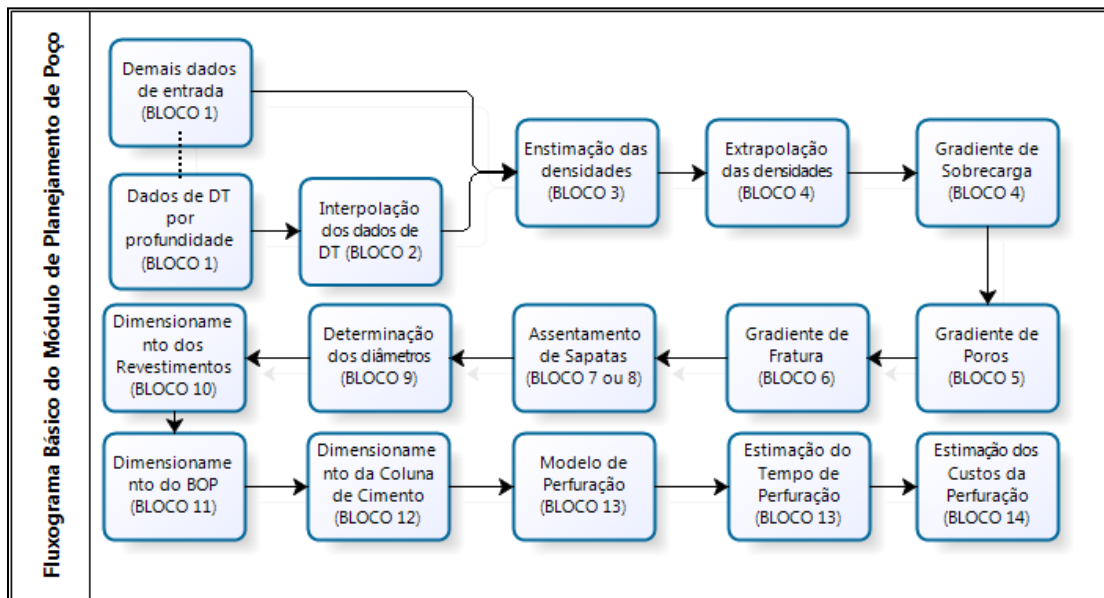 Fluxograma Básico do Módulo de Planejamento de Poço
Demais dados
de entrada
(BLOCO 1)
Dados de DT
por
profundidade
(BLOCO 1)
Interpolação
dos dados de
DT (BLOCO 2)
Enstimação das
densidades
(BLOCO 3)
Extrapolação
das densidades
(BLOCO 4)
Gradiente de
Sobrecarga
(BLOCO 4)
Gradiente de
Poros
(BLOCO 5)
Gradiente de
Fratura
(BLOCO 6)
Assentamento
de Sapatas
(BLOCO 7 ou 8)
Determinação
dos diâmetros
(BLOCO 9)
Dimensioname
nto dos
Revestimentos
(BLOCO 10)
Dimensioname
nto do BOP
(BLOCO 11)
Dimensioname
nto da Coluna
de Cimento
(BLOCO 12)
Modelo de
Perfuração
(BLOCO 13)
Estimação do
Tempo de
Perfuração
(BLOCO 13)
Estimação dos
Custos da
Perfuração
(BLOCO 14)